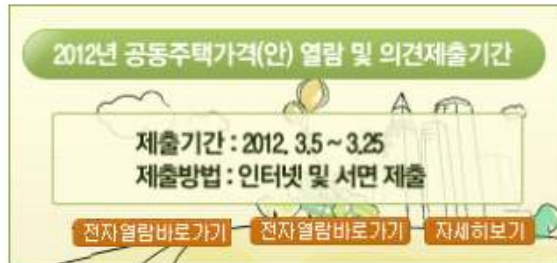 2012년 공동주택가격(안) 열람 및 의견제출기간
제출기간 : 2012. 3.5 ~ 3.25
제출방법 : 인터넷 및 서면 제출
전자열람바로가기 전자열람바로가기 자세히보기